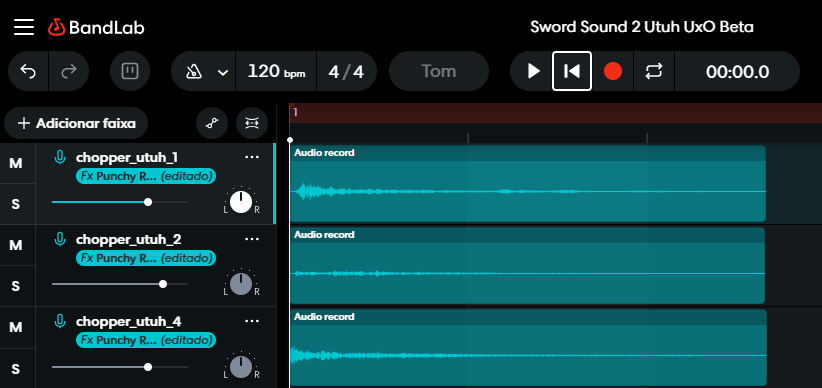 BandLab
Sword Sound 2 Utuh UxO Beta
120 bpm
4 / 4
Tom
00:00.0
+ Adicionar faixa
1
M
chopper_utuh_1
Fx Punchy R... (editado)
S
L R
Audio record
M
chopper_utuh_2
Fx Punchy R... (editado)
S
L R
Audio record
M
chopper_utuh_4
Fx Punchy R... (editado)
S
L R
Audio record